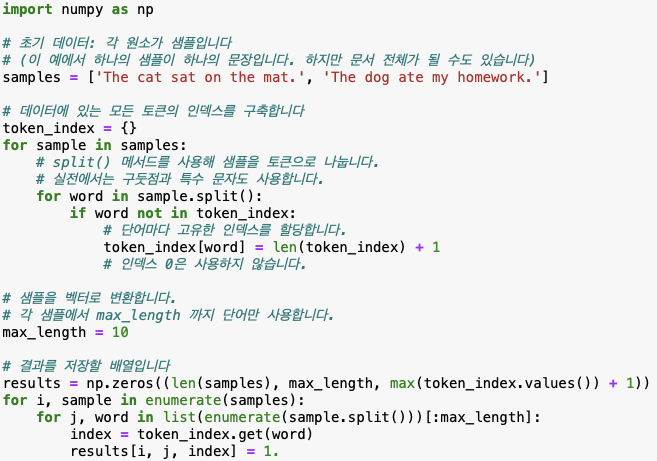 import numpy as np
# 초기 데이터: 각 원소가 샘플입니다
# (이 예에서 하나의 샘플이 하나의 문장입니다. 하지만 문서 전체가 될 수도 있습니다)
samples = ['The cat sat on the mat.', 'The dog ate my homework.']
# 데이터에 있는 모든 토큰의 인덱스를 구축합니다
token_index = {}
for sample in samples:
    # split() 메서드를 사용해 샘플을 토큰으로 나눕니다.
    # 실전에서는 구둣점과 특수 문자도 사용합니다.
    for word in sample.split():
        if word not in token_index:
            # 단어마다 고유한 인덱스를 할당합니다.
            token_index[word] = len(token_index) + 1
            # 인덱스 0은 사용하지 않습니다.
# 샘플을 벡터로 변환합니다.
# 각 샘플에서 max_length 까지 단어만 사용합니다.
max_length = 10
# 결과를 저장할 배열입니다
results = np.zeros((len(samples), max_length, max(token_index.values()) + 1))
for i, sample in enumerate(samples):
    for j, word in list(enumerate(sample.split()))[:max_length]:
        index = token_index.get(word)
        results[i, j, index] = 1.